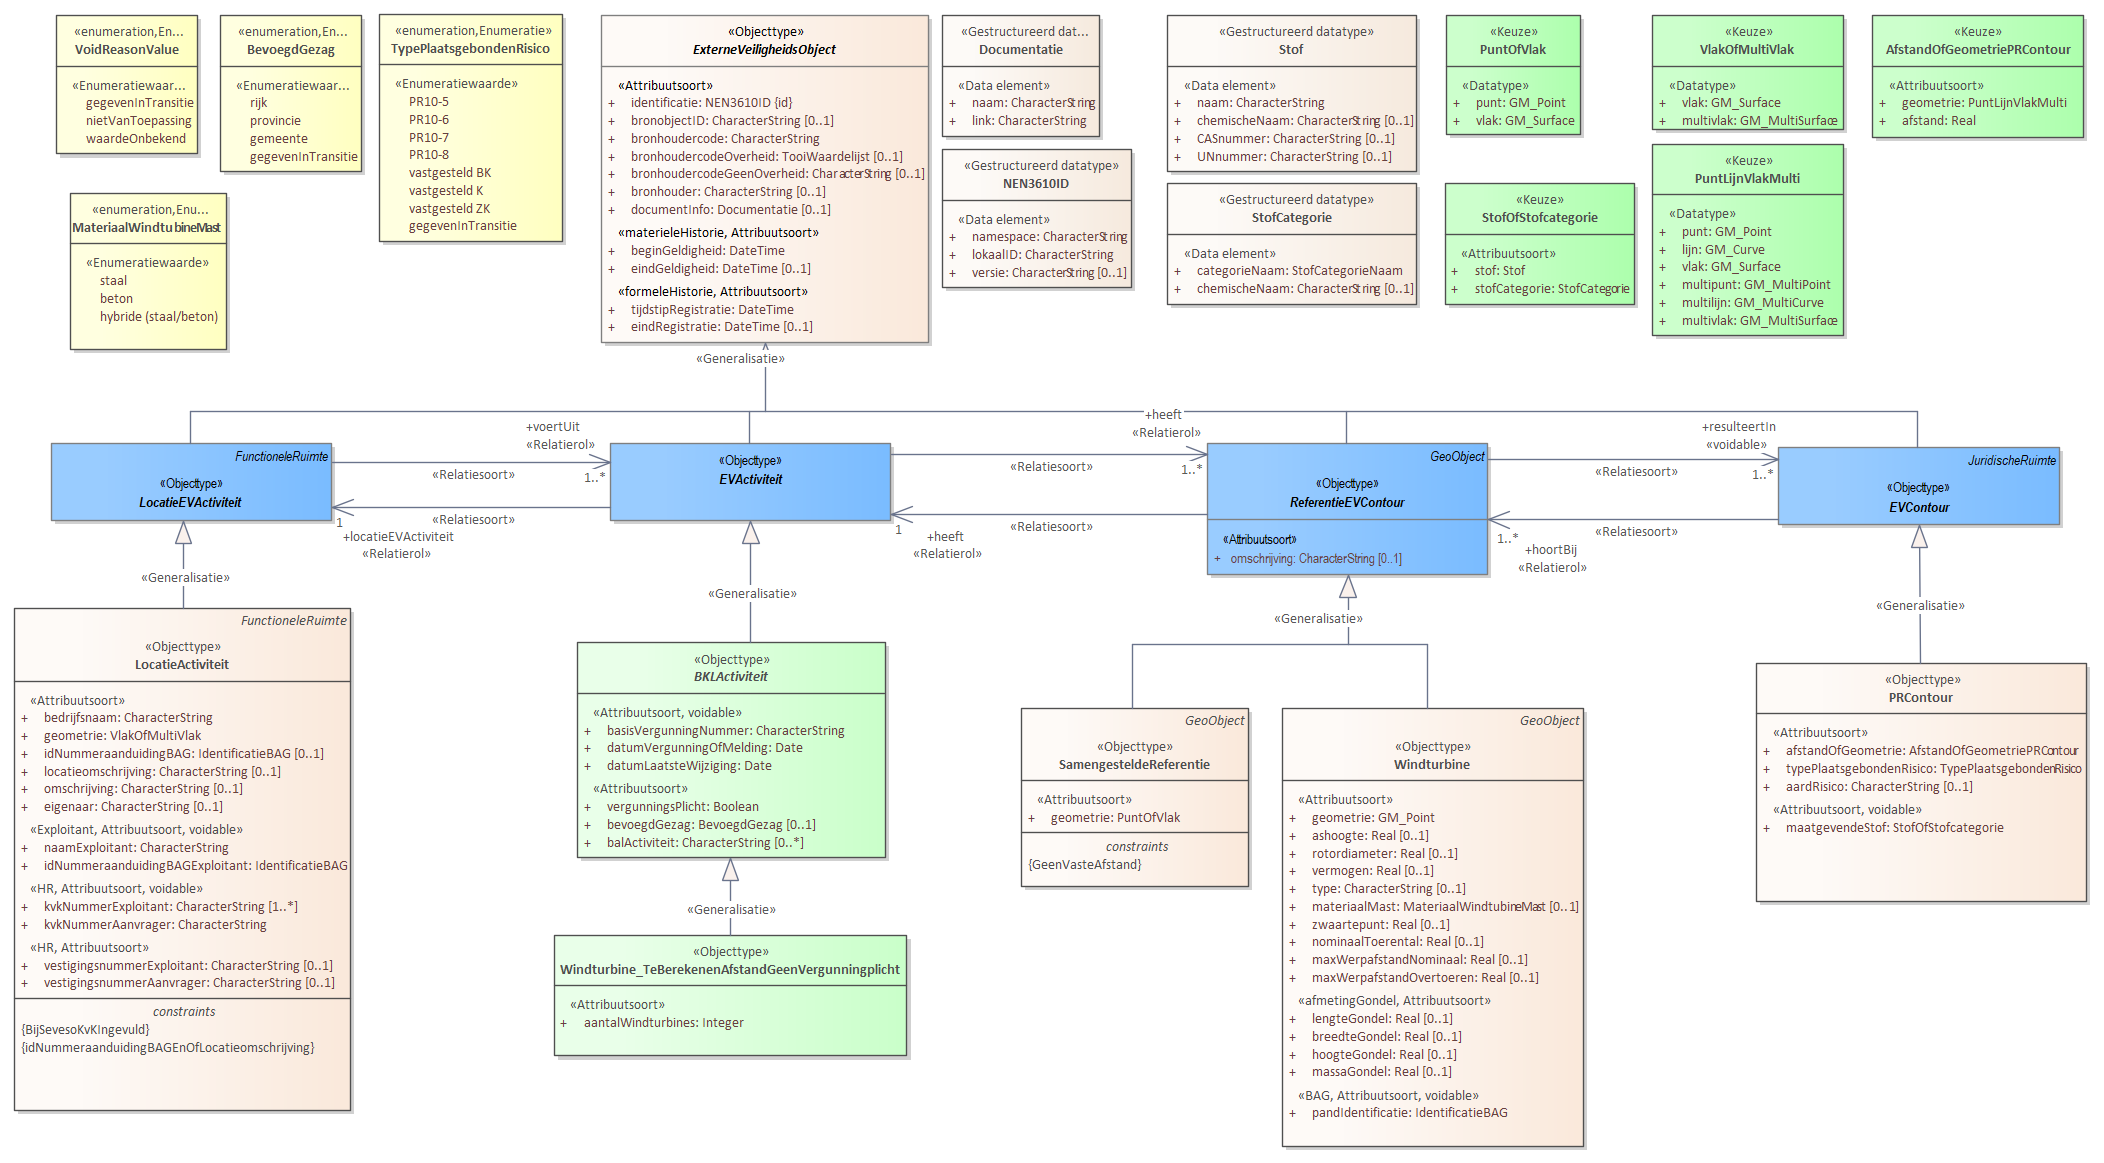 «enumeration,En...
VoidReasonValue
«Enumeratiewaar...
gegevenInTransitie
nietVanToepassing
waardeOnbekend
«enumeration,En...
BevoegdGezag
«Enumeratiewaar...
rijk
provincie
gemeente
gegevenInTransitie
«enumeration,Enumeratie»
TypePlaatsgebondenRisico
«Enumeratiewaarde»
PR10-5
PR10-6
PR10-7
PR10-8
vastgesteld BK
vastgesteld K
vastgesteld ZK
gegevenInTransitie
«enumeration,Enu...
MateriaalWindtubineMast
«Enumeratiewaarde»
staal
beton
hybride (staal/beton)
«Objecttype»
ExterneVeiligheidsObject
«Attribuutsoort»
+ identificatie: NEN3610ID {id}
+ bronobjectID: CharacterString [0..1]
+ bronhoudercode: CharacterString
+ bronhoudercodeOverheid: TooiWaardelijst [0..1]
+ bronhoudercodeGeenOverheid: CharacterString [0..1]
+ bronhouder: CharacterString [0..1]
+ documentInfo: Documentatie [0..1]
«materieleHistorie, Attribuutsoort»
+ beginGeldigheid: DateTime
+ eindGeldigheid: DateTime [0..1]
«formeleHistorie, Attribuutsoort»
+ tijdstipRegistratie: DateTime
+ eindRegistratie: DateTime [0..1]
«Gestructureerd dat...
Documentatie
«Data element»
+ naam: CharacterString
+ link: CharacterString
«Gestructureerd datatype»
NEN3610ID
«Data element»
+ namespace: CharacterString
+ lokaalID: CharacterString
+ versie: CharacterString [0..1]
«Gestructureerd datatype»
Stof
«Data element»
+ naam: CharacterString
+ chemischeNaam: CharacterString [0..1]
+ CASnummer: CharacterString [0..1]
+ UNnummer: CharacterString [0..1]
«Gestructureerd datatype»
StofCategorie
«Data element»
+ categorieNaam: StofCategorieNaam
+ chemischeNaam: CharacterString [0..1]
«Keuze»
PuntOfVlak
«Datatype»
+ punt: GM_Point
+ vlak: GM_Surface
«Keuze»
StofOfStofcategorie
«Attribuutsoort»
+ stof: Stof
+ stofCategorie: StofCategorie
«Keuze»
VlakOfMultiVlak
«Datatype»
+ vlak: GM_Surface
+ multivlak: GM_MultiSurface
«Keuze»
PuntLijnVlakMulti
«Datatype»
+ punt: GM_Point
+ lijn: GM_Curve
+ vlak: GM_Surface
+ multipunt: GM_MultiPoint
+ multilijn: GM_MultiCurve
+ multivlak: GM_MultiSurface
«Keuze»
AfstandOfGeometriePRContour
«Attribuutsoort»
+ geometrie: PuntLijnVlakMulti
+ afstand: Real
«Generalisatie»
FunctioneleRuimte
«Objecttype»
LocatieEVActiviteit
+voertUit
«Relatierol»
«Relatiesoort»
1..*
«Relatiesoort»
1
+locatieEVActiviteit
«Relatierol»
«Objecttype»
EVActiviteit
+heeft
«Relatierol»
«Relatiesoort»
1..*
«Relatiesoort»
1
+heeft
«Relatierol»
GeoObject
«Objecttype»
ReferentieEVContour
«Attribuutsoort»
+ omschrijving: CharacterString [0..1]
+resulteertIn
«voidable»
«Relatiesoort»
1..*
«Relatiesoort»
1..*
+hoortBij
«Relatierol»
JuridischeRuimte
«Objecttype»
EVContour
«Generalisatie»
«Generalisatie»
«Generalisatie»
«Generalisatie»
FunctioneleRuimte
«Objecttype»
LocatieActiviteit
«Attribuutsoort»
+ bedrijfsnaam: CharacterString
+ geometrie: VlakOfMultiVlak
+ idNummeraanduidingBAG: IdentificatieBAG [0..1]
+ locatieomschrijving: CharacterString [0..1]
+ omschrijving: CharacterString [0..1]
+ eigenaar: CharacterString [0..1]
«Exploitant, Attribuutsoort, voidable»
+ naamExploitant: CharacterString
+ idNummeraanduidingBAGExploitant: IdentificatieBAG
«HR, Attribuutsoort, voidable»
+ kvkNummerExploitant: CharacterString [1..*]
+ kvkNummerAanvrager: CharacterString
«HR, Attribuutsoort»
+ vestigingsnummerExploitant: CharacterString [0..1]
+ vestigingsnummerAanvrager: CharacterString [0..1]
constraints
{BijSevesoKvKIngevuld}
{idNummeraanduidingBAGEnOfLocatieomschrijving}
«Objecttype»
BKLActiviteit
«Attribuutsoort, voidable»
+ basisVergunningNummer: CharacterString
+ datumVergunningOfMelding: Date
+ datumLaatsteWijziging: Date
«Attribuutsoort»
+ vergunningsPlicht: Boolean
+ bevoegdGezag: BevoegdGezag [0..1]
+ balActiviteit: CharacterString [0..*]
«Generalisatie»
«Objecttype»
Windturbine_TeBerekenenAfstandGeenVergunningplicht
«Attribuutsoort»
+ aantalWindturbines: Integer
GeoObject
«Objecttype»
SamengesteldeReferentie
«Attribuutsoort»
+ geometrie: PuntOfVlak
constraints
{GeenVasteAfstand}
GeoObject
«Objecttype»
Windturbine
«Attribuutsoort»
+ geometrie: GM_Point
+ ashoogte: Real [0..1]
+ rotordiameter: Real [0..1]
+ vermogen: Real [0..1]
+ type: CharacterString [0..1]
+ materiaalMast: MateriaalWindtubineMast [0..1]
+ zwaartepunt: Real [0..1]
+ nominaalToerental: Real [0..1]
+ maxWerpafstandNominaal: Real [0..1]
+ maxWerpafstandOvertoeren: Real [0..1]
«afmetingGondel, Attribuutsoort»
+ lengteGondel: Real [0..1]
+ breedteGondel: Real [0..1]
+ hoogteGondel: Real [0..1]
+ massaGondel: Real [0..1]
«BAG, Attribuutsoort, voidable»
+ pandIdentificatie: IdentificatieBAG
«Objecttype»
PRContour
«Attribuutsoort»
+ afstandOfGeometrie: AfstandOfGeometriePRContour
+ typePlaatsgebondenRisico: TypePlaatsgebondenRisico
+ aardRisico: CharacterString [0..1]
«Attribuutsoort, voidable»
+ maatgevendeStof: StofOfStofcategorie